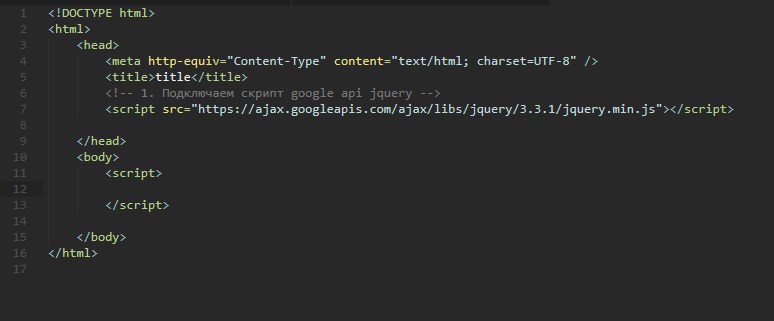 1 <!DOCTYPE html>
2 <html>
3 <head>
4 <meta http-equiv="Content-Type" content="text/html; charset=UTF-8" />
5 <title>title</title>
6 <!-- 1. Подключаем скрипт google api jquery -->
7 <script src="https://ajax.googleapis.com/ajax/libs/jquery/3.3.1/jquery.min.js"></script>
8
9 </head>
10 <body>
11 <script>
12
13 </script>
14
15 </body>
16 </html>
17